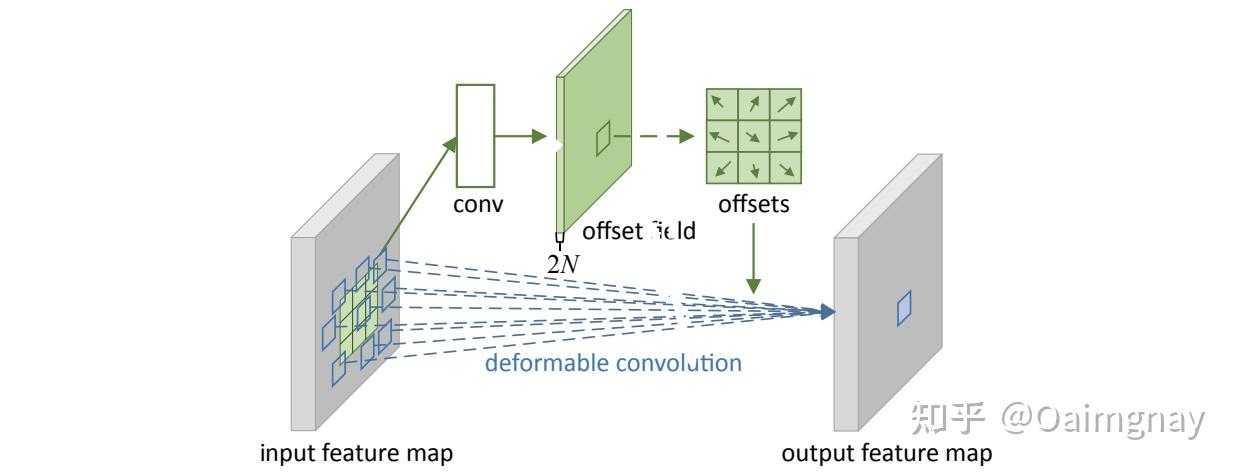 conv
offset field
offsets
2N
deformable convolution
知乎 @Oaimgnay
input feature map
output feature map